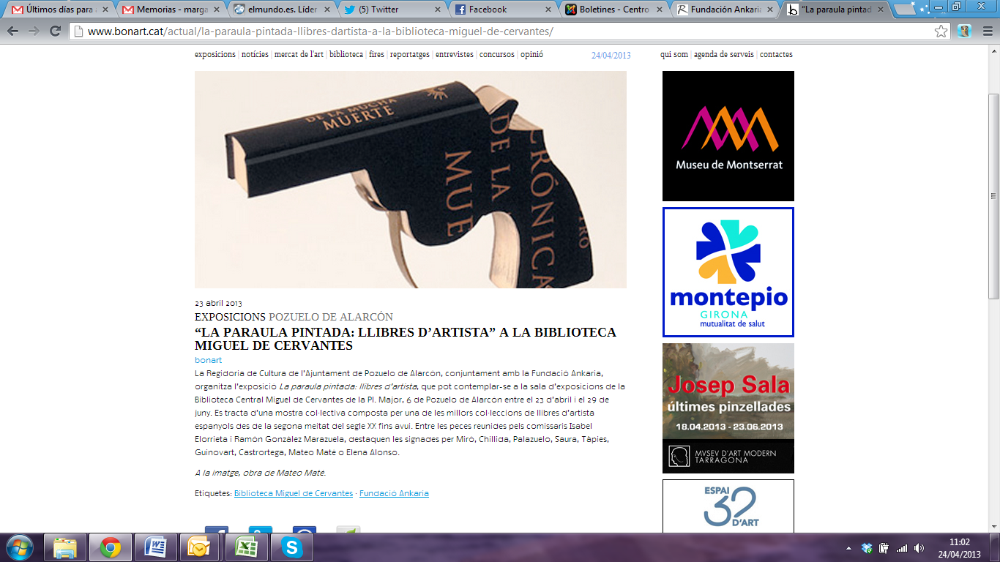 Últimos días para
Memorias - marga
elmundo.es. Líder
(5) Twitter
Facebook
Boletines - Centro
Fundación Ankaria
“La paraula pintad
www.bonart.cat/actual/la-paraula-pintada-llibres-dartista-a-la-biblioteca-miguel-de-cervantes/
exposicions | notícies | mercat de l'art | biblioteca | fires | reportatges | entrevistes | concursos | opinió
24/04/2013
qui som | agenda de serveis | contactes
DE LA MUCHA
MUERTE
MUE
DE LA
CRÓNICA
RO
23 abril 2013
EXPOSICIONS POZUELO DE ALARCÓN
“LA PARAULA PINTADA: LLIBRES D’ARTISTA” A LA BIBLIOTECA
MIGUEL DE CERVANTES
bonart
La Regidoria de Cultura de l’Ajuntament de Pozuelo de Alarcón, conjuntament amb la Fundació Ankaria,
organitza l’exposició La paraula pintada: llibres d’artista, que pot contemplar-se a la sala d’exposicions de la
Biblioteca Central Miguel de Cervantes de la Pl. Major, 6 de Pozuelo de Alarcón entre el 23 d’abril i el 29 de
juny. Es tracta d’una mostra col·lectiva composta per una de les millors col·leccions de llibres d’artista
espanyols des de la segona meitat del segle XX fins avui. Entre les peces reunides pels comissaris Isabel
Elorrieta i Ramón González Marazuela, destaquen les signades per Miró, Chillida, Palazuelo, Saura, Tàpies,
Guinovart, Castrortega, Mateo Maté o Elena Alonso.
A la imatge, obra de Mateo Maté.
Etiquetes: Biblioteca Miguel de Cervantes · Fundació Ankaria
Museu de Montserrat
montepio
GIRONA
mutualitat de salut
Josep Sala
últimes pinzellades
18.04.2013 - 23.06.2013
MVSEV D'ART MODERN
TARRAGONA
ESPAI
32
D'ART
11:02
24/04/2013